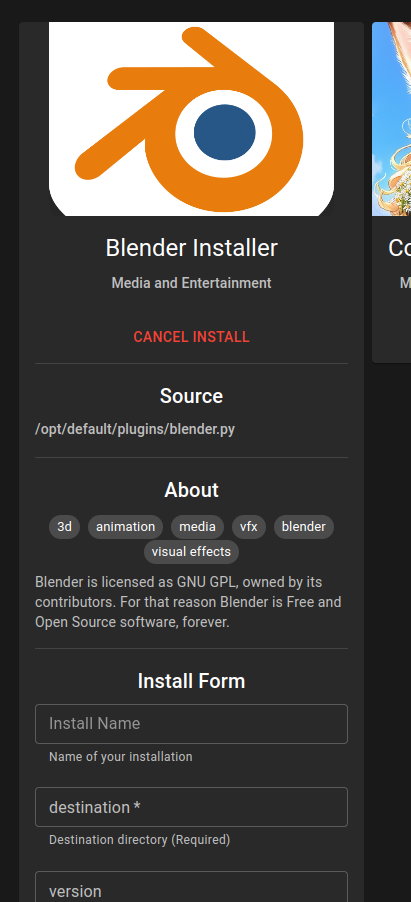 Blender Installer
Media and Entertainment
CANCEL INSTALL
Source
/opt/default/plugins/blender.py
About
3d animation media vfx blender
visual effects
Blender is licensed as GNU GPL, owned by its
contributors. For that reason Blender is Free and
Open Source software, forever.
Install Form
Install Name
Name of your installation
destination *
Destination directory (Required)
version